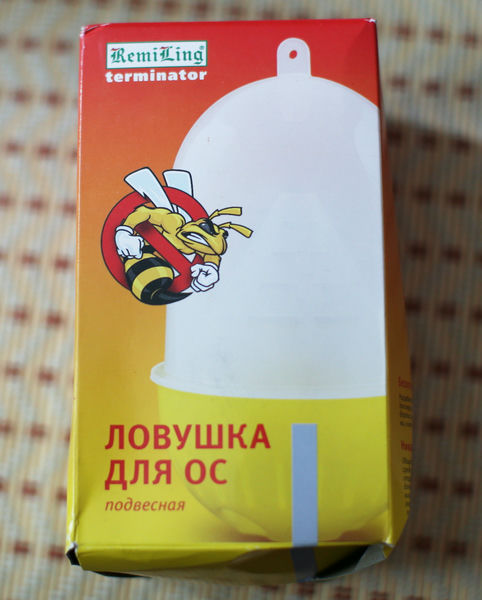 RemiLing®
terminator
ЛОВУШКА
ДЛЯ ОС
подвесная